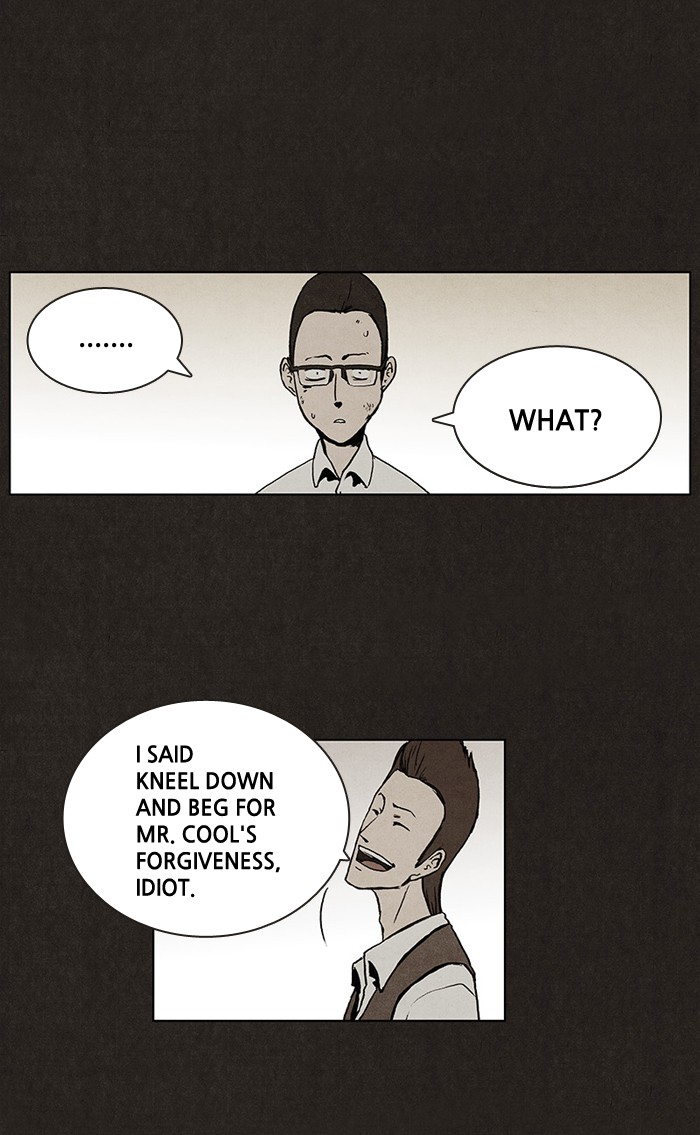 .......
WHAT?
I SAID
KNEEL DOWN
AND BEG FOR
MR. COOL'S
FORGIVENESS,
IDIOT.